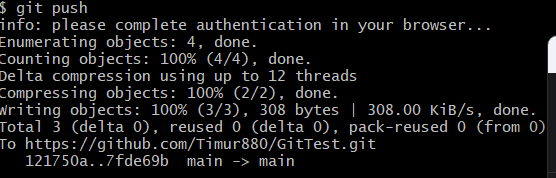 $ git push
info: please complete authentication in your browser...
Enumerating objects: 4, done.
Counting objects: 100% (4/4), done.
Delta compression using up to 12 threads
Compressing objects: 100% (2/2), done.
Writing objects: 100% (3/3), 308 bytes | 308.00 KiB/s, done.
Total 3 (delta 0), reused 0 (delta 0), pack-reused 0 (from 0)
To https://github.com/Timur880/GitTest.git
121750a..7fde69b  main -> main